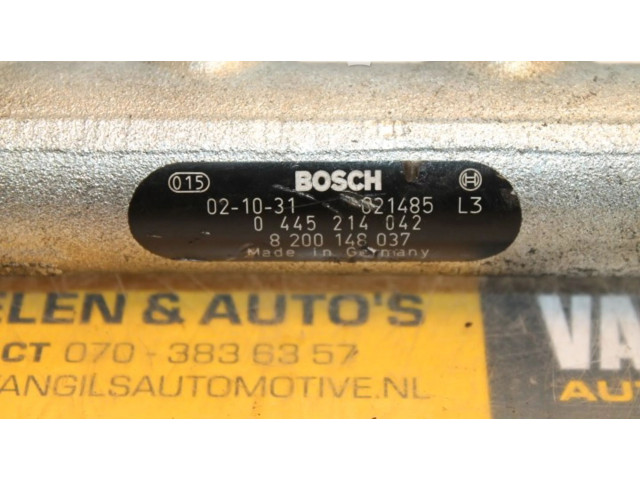 015 BOSCH
02-10-31 021485 L3
0 445 214 042
8 200 148 037
Made in Germany
ELEN & AUTO'S
CT 070 - 383 63 57
VANGILSAUTOMOTIVE.NL
VA
AUT